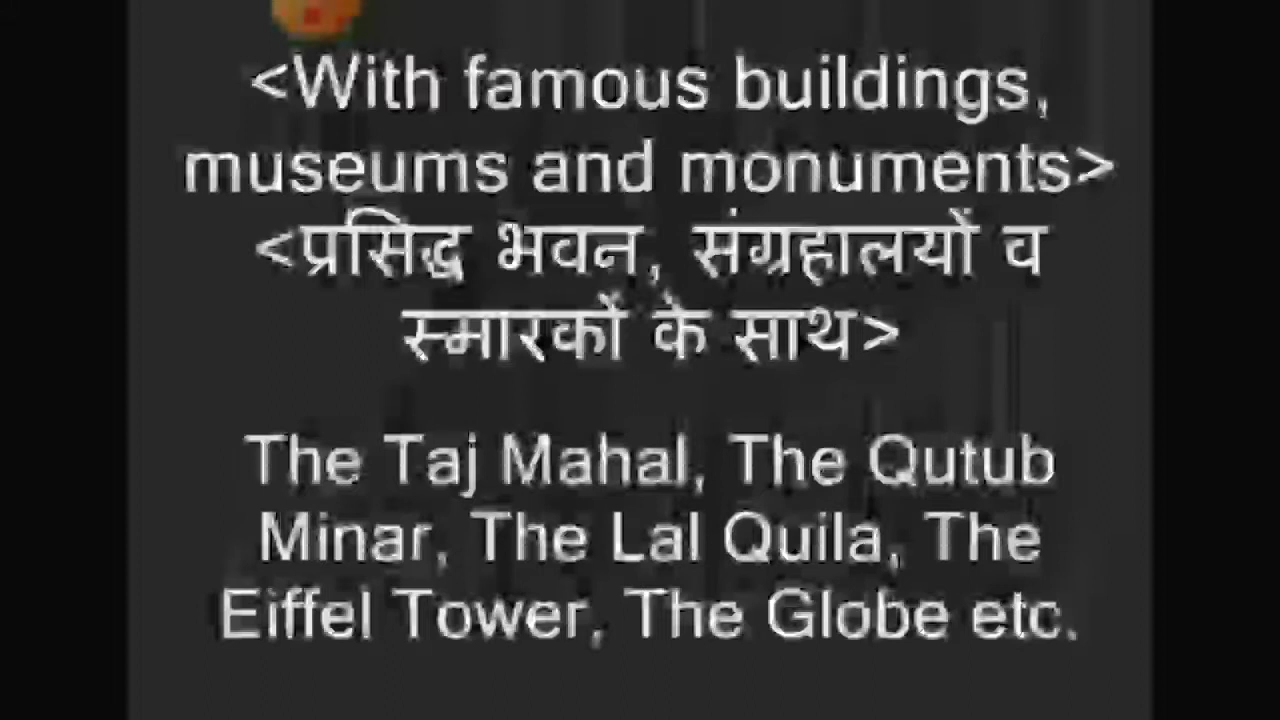 <With famous buildings,
museums and monuments>
<प्रसिद्ध भवन, संग्रहालयों व
स्मारकों के साथ>
The Taj Mahal, The Qutub
Minar, The Lal Quila, The
Eiffel Tower, The Globe etc.